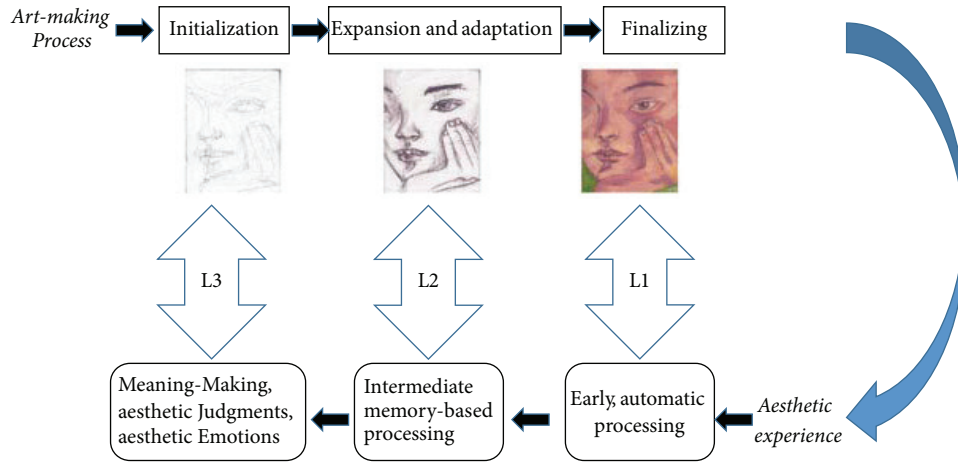 Art-making
Process
Initialization
Expansion and adaptation
Finalizing
L3
L2
L1
Meaning-Making,
aesthetic Judgments,
aesthetic Emotions
Intermediate
memory-based
processing
Early, automatic
processing
Aesthetic
experience